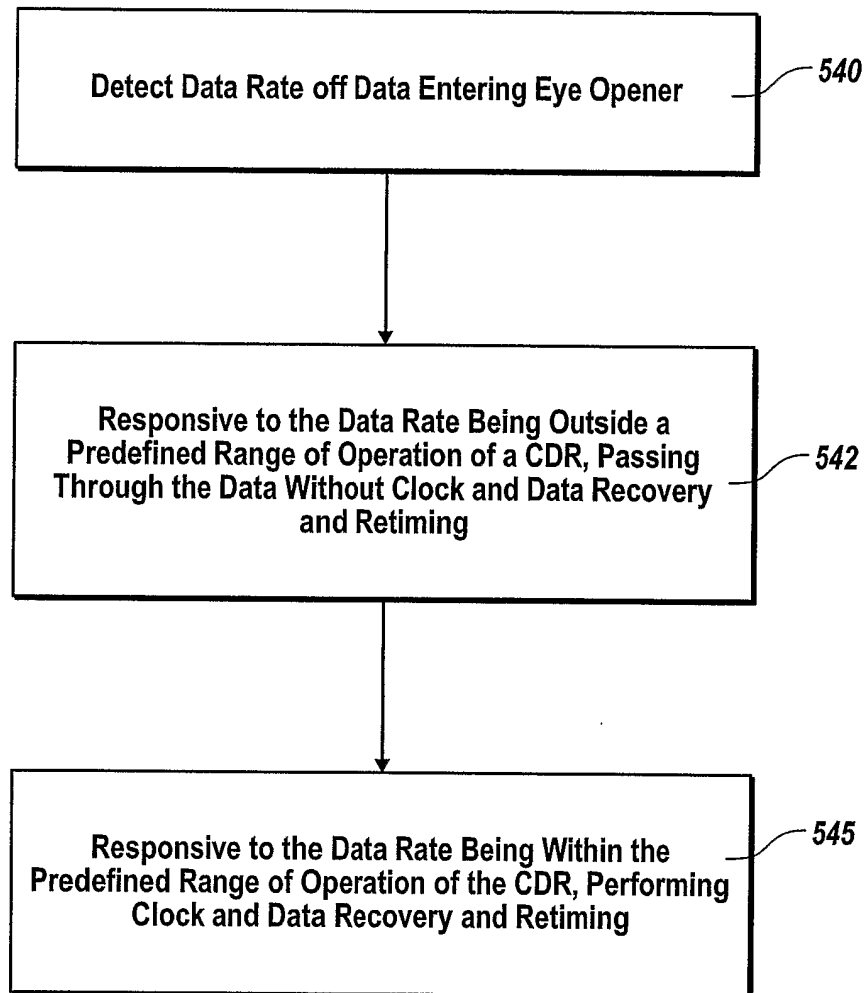 Detect Data Rate off Data Entering Eye Opener
540
Responsive to the Data Rate Being Outside a
Predefined Range of Operation of a CDR, Passing
Through the Data Without Clock and Data Recovery
and Retiming
542
Responsive to the Data Rate Being Within the
Predefined Range of Operation of the CDR, Performing
Clock and Data Recovery and Retiming
545